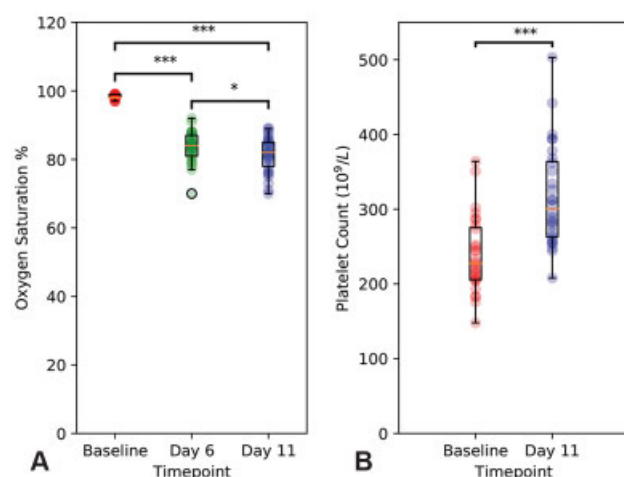 120
100
80
60
40
20
0
Oxygen Saturation %
***
***
*
Baseline Day 6 Day 11
Timepoint
A
500
400
300
200
100
0
Platelet Count (10⁹/L)
***
Baseline Day 11
Timepoint
B